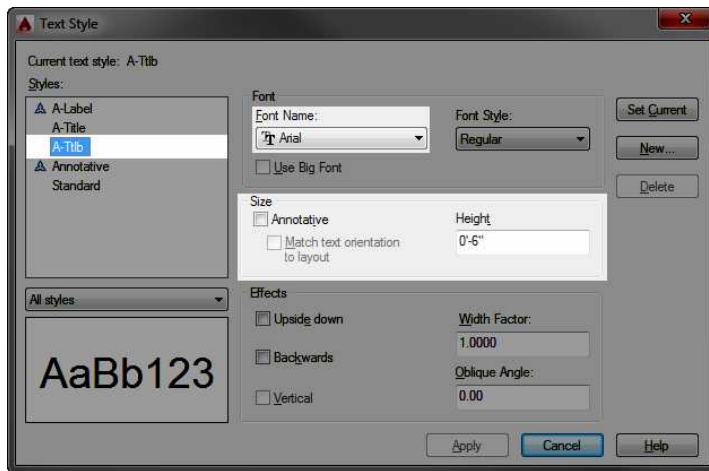 Text Style
Current text style: A-Ttlb
Styles:
A-Label
A-Title
A-Ttlb
Annotative
Standard
All styles
AaBb123
Font
Font Name:
Arial
Font Style:
Regular
Use Big Font
Size
Annotative
Match text orientation
to layout
Height
0'-6"
Effects
Upside down
Backwards
Vertical
Width Factor:
1.0000
Oblique Angle:
0.00
Set Current
New...
Delete
Apply
Cancel
Help